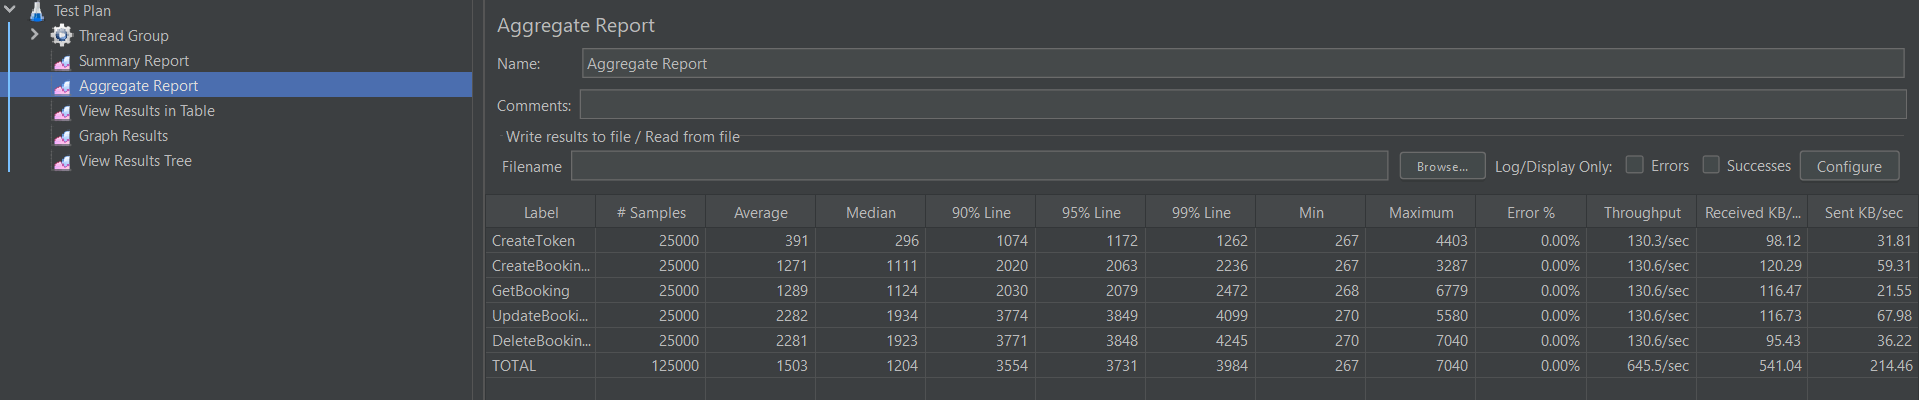 Test Plan
Thread Group
Summary Report
Aggregate Report
View Results in Table
Graph Results
View Results Tree
Aggregate Report
Name: Aggregate Report
Comments:
Write results to file / Read from file
Filename Browse... Log/Display Only: Errors Successes Configure
Label # Samples Average Median 90% Line 95% Line 99% Line Min Maximum Error % Throughput Received KB/... Sent KB/sec
CreateToken 25000 391 296 1074 1172 1262 267 4403 0.00% 130.3/sec 98.12 31.81
CreateBookin... 25000 1271 1111 2020 2063 2236 267 3287 0.00% 130.6/sec 120.29 59.31
GetBooking 25000 1289 1124 2030 2079 2472 268 6779 0.00% 130.6/sec 116.47 21.55
UpdateBooki... 25000 2282 1934 3774 3849 4099 270 5580 0.00% 130.6/sec 116.73 67.98
DeleteBookin... 25000 2281 1923 3771 3848 4245 270 7040 0.00% 130.6/sec 95.43 36.22
TOTAL 125000 1503 1204 3554 3731 3984 267 7040 0.00% 645.5/sec 541.04 214.46